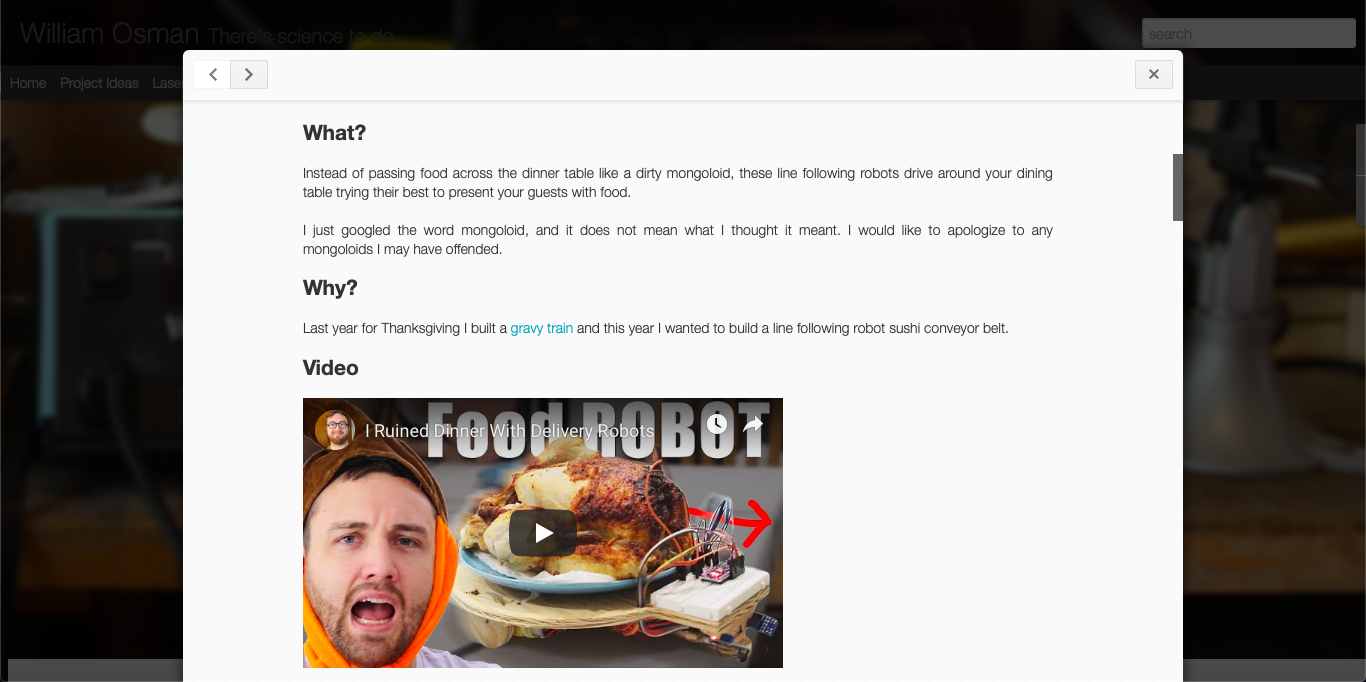 William Osman There's science to do
search
Home Project Ideas Laser
What?
Instead of passing food across the dinner table like a dirty mongoloid, these line following robots drive around your dining
table trying their best to present your guests with food.
I just googled the word mongoloid, and it does not mean what I thought it meant. I would like to apologize to any
mongoloids I may have offended.
Why?
Last year for Thanksgiving I built a gravy train and this year I wanted to build a line following robot sushi conveyor belt.
Video
Food ROBOT
I Ruined Dinner With Delivery Robots